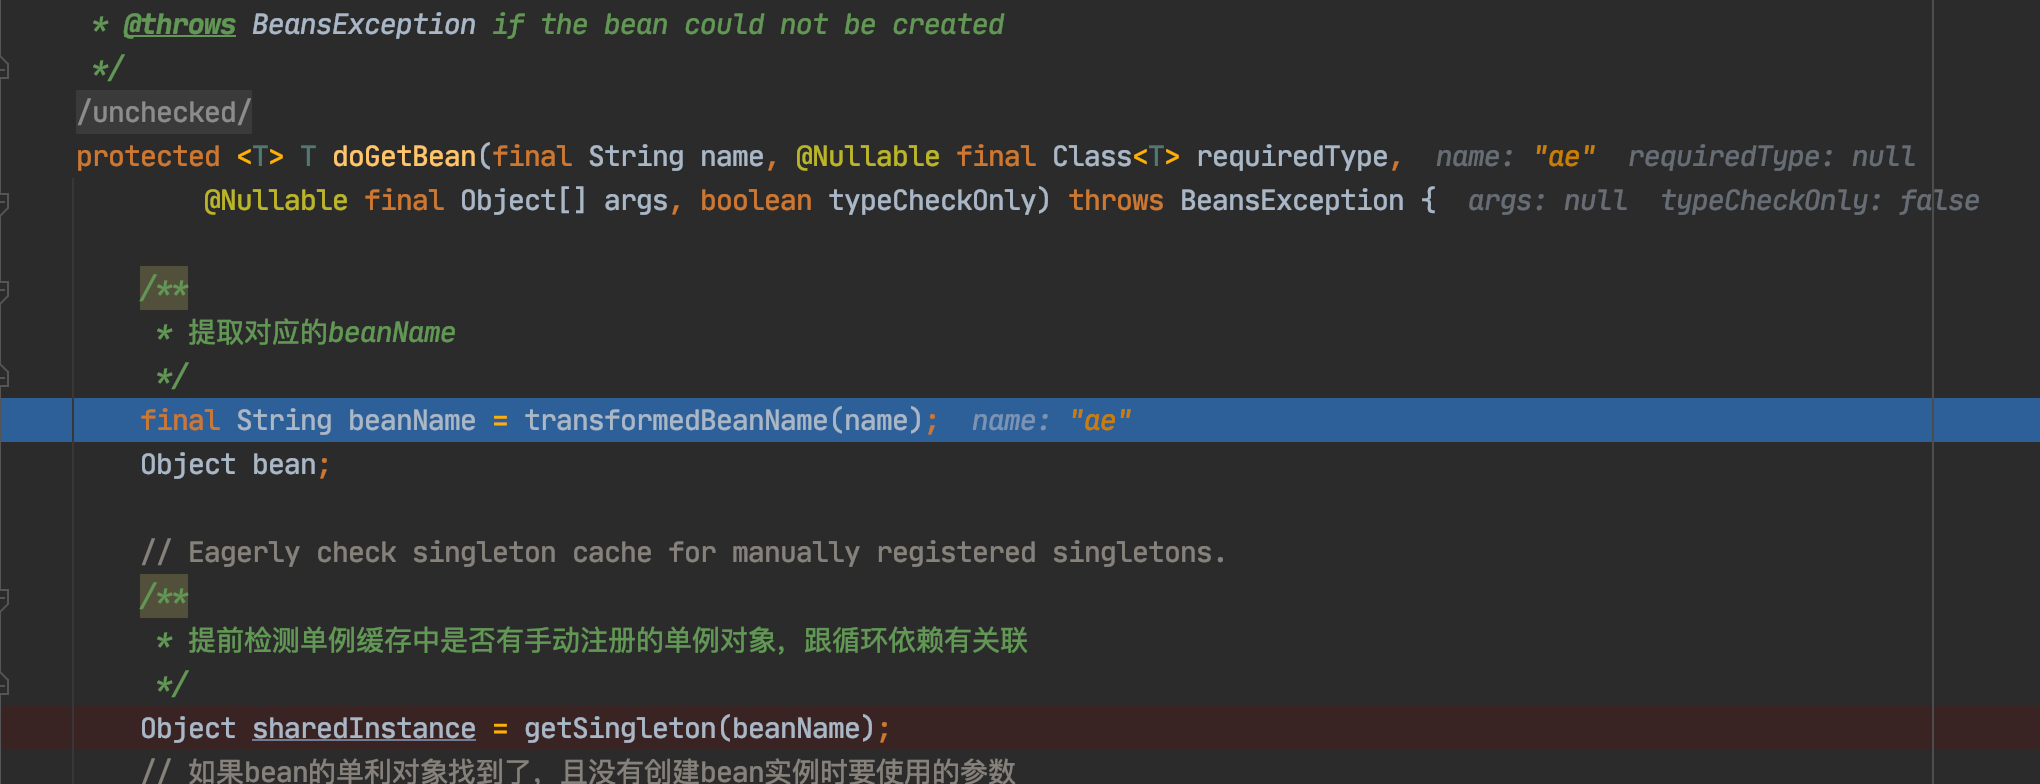 * @throws BeansException if the bean could not be created
*/
/unchecked/
protected <T> T doGetBean(final String name, @Nullable final Class<T> requiredType, name: "ae" requiredType: null
@Nullable final Object[] args, boolean typeCheckOnly) throws BeansException { args: null typeCheckOnly: false
/**
* 提取对应的beanName
*/
final String beanName = transformedBeanName(name); name: "ae"
Object bean;
// Eagerly check singleton cache for manually registered singletons.
/**
* 提前检测单例缓存中是否有手动注册的单例对象，跟循环依赖有关联
*/
Object sharedInstance = getSingleton(beanName);
// 如果bean的单利对象找到了，且没有创建bean实例时要使用的参数